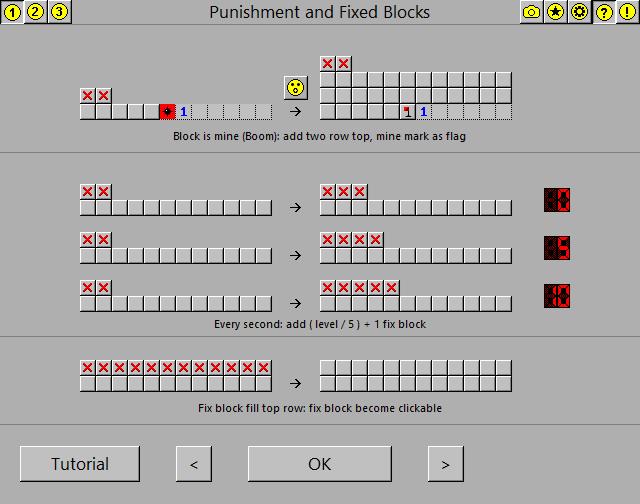 1 2 3 Punishment and Fixed Blocks ? !
1 → 1 1
Block is mine (Boom): add two row top, mine mark as flag
→
→
→
Every second: add ( level / 5 ) + 1 fix block
→
Fix block fill top row: fix block become clickable
Tutorial < OK >